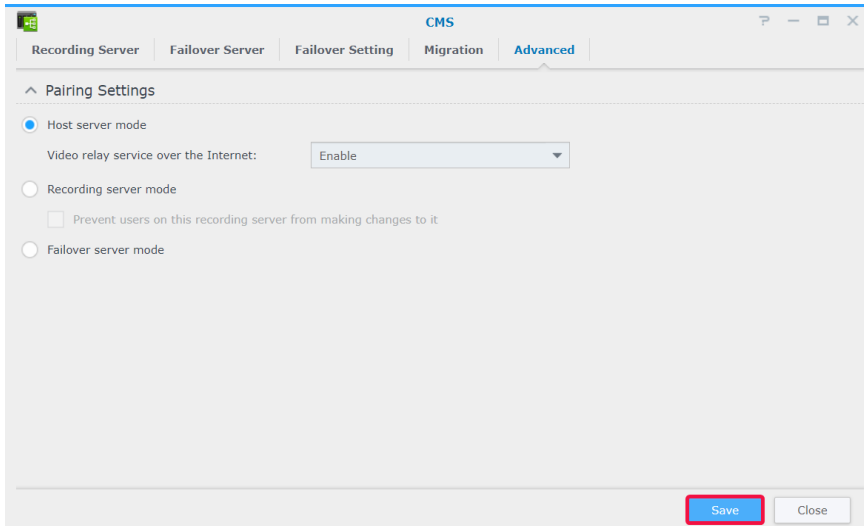 CMS
Recording Server Failover Server Failover Setting Migration Advanced
Pairing Settings
Host server mode
Video relay service over the Internet: Enable
Recording server mode
Prevent users on this recording server from making changes to it
Failover server mode
Save Close